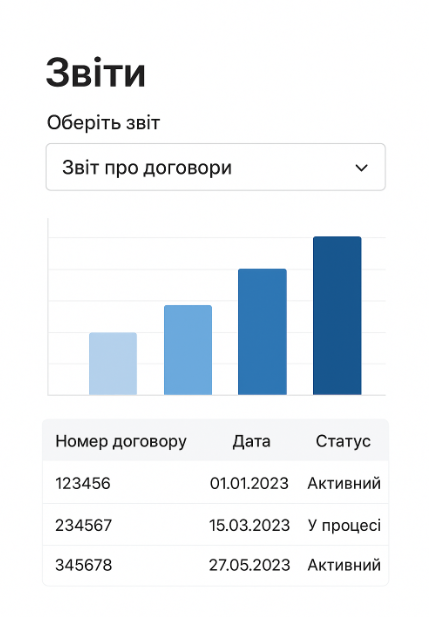 Звіти
Оберіть звіт
Звіт про договори
Номер договору Дата Статус
123456 01.01.2023 Активний
234567 15.03.2023 У процесі
345678 27.05.2023 Активний